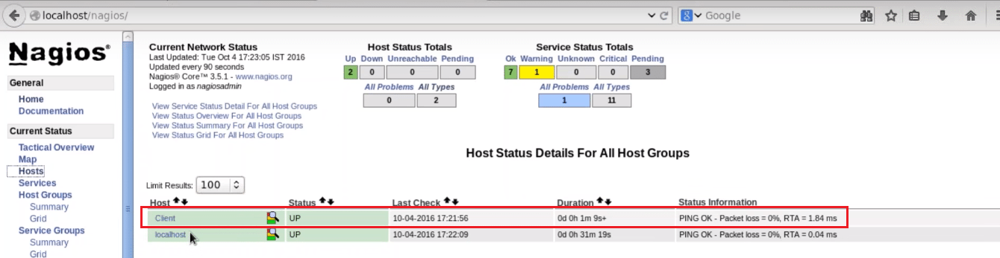 localhost/nagios/
Google
Nagios®
General
Home
Documentation
Current Status
Tactical Overview
Map
Hosts
Services
Host Groups
Summary
Grid
Service Groups
Summary
Grid
Current Network Status
Last Updated: Tue Oct 4 17:23:05 IST 2016
Updated every 90 seconds
Nagios® Core™ 3.5.1 - www.nagios.org
Logged in as nagiosadmin
View Service Status Detail For All Host Groups
View Status Overview For All Host Groups
View Status Summary For All Host Groups
View Status Grid For All Host Groups
Host Status Totals
Up Down Unreachable Pending
2 0 0 0
All Problems All Types
0 2
Service Status Totals
Ok Warning Unknown Critical Pending
7 1 0 0 3
All Problems All Types
1 11
Host Status Details For All Host Groups
Limit Results: 100
Host Status Last Check Duration Status Information
Client UP 10-04-2016 17:21:56 0d 0h 1m 9s+ PING OK - Packet loss = 0%, RTA = 1.84 ms
localhost UP 10-04-2016 17:22:09 0d 0h 31m 19s PING OK - Packet loss = 0%, RTA = 0.04 ms